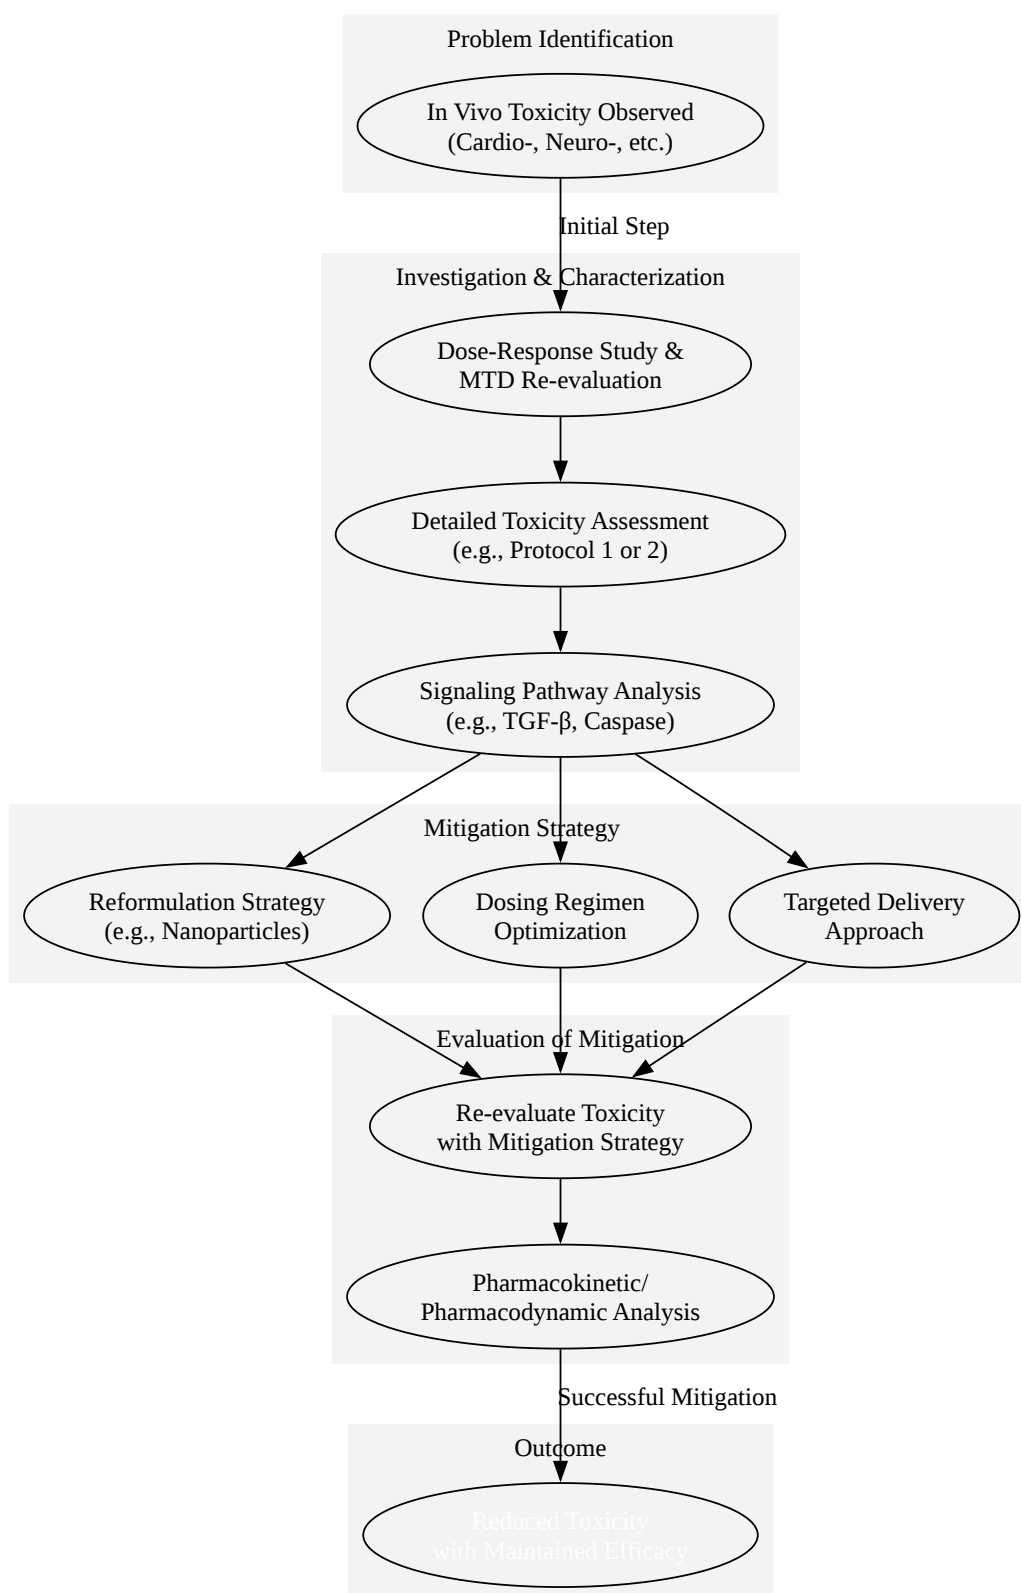 Problem Identification
In Vivo Toxicity Observed
(Cardio-, Neuro-, etc.)
Initial Step
Investigation & Characterization
Dose-Response Study &
MTD Re-evaluation
Detailed Toxicity Assessment
(e.g., Protocol 1 or 2)
Signaling Pathway Analysis
(e.g., TGF-β, Caspase)
Mitigation Strategy
Reformulation Strategy
(e.g., Nanoparticles)
Dosing Regimen
Optimization
Targeted Delivery
Approach
Evaluation of Mitigation
Re-evaluate Toxicity
with Mitigation Strategy
Pharmacokinetic/
Pharmacodynamic Analysis
Successful Mitigation
Outcome
Reduced Toxicity
with Maintained Efficacy